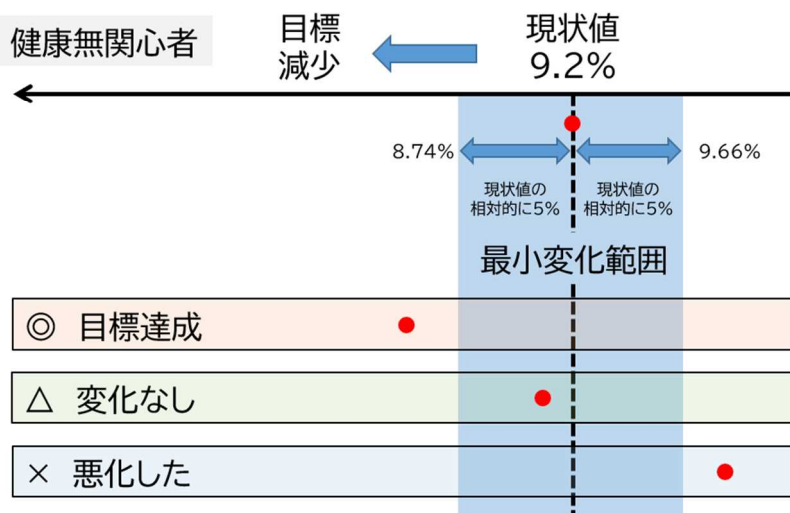 健康無関心者
目標
減少
現状値
9.2%
8.74%
9.66%
現状値の
相対的に5%
現状値の
相対的に5%
最小変化範囲
◎ 目標達成
△ 変化なし
× 悪化した